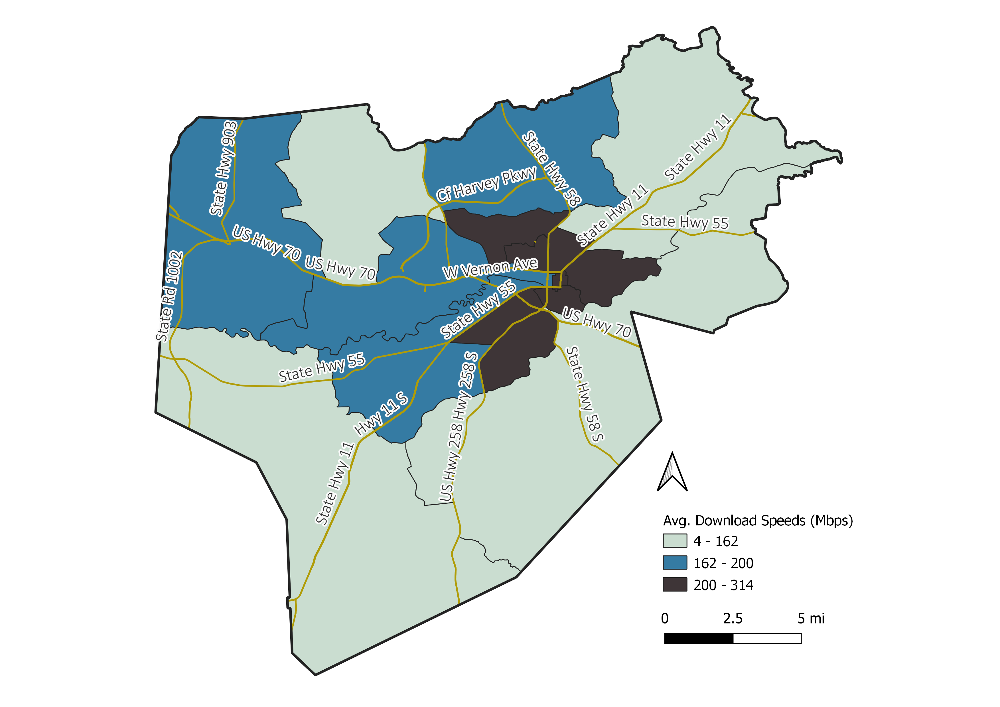 State Hwy 903
State Hwy 58
State Hwy 11
Cf Harvey Pkwy
State Hwy 11
State Hwy 55
US Hwy 70
US Hwy 70
W Vernon Ave
State Rd 1002
State Hwy 55
US Hwy 70
State Hwy 55
State Hwy 58 S
US Hwy 258 Hwy 258 S
Hwy 11 S
State Hwy 11
Avg. Download Speeds (Mbps)
4 - 162
162 - 200
200 - 314
0 2.5 5 mi